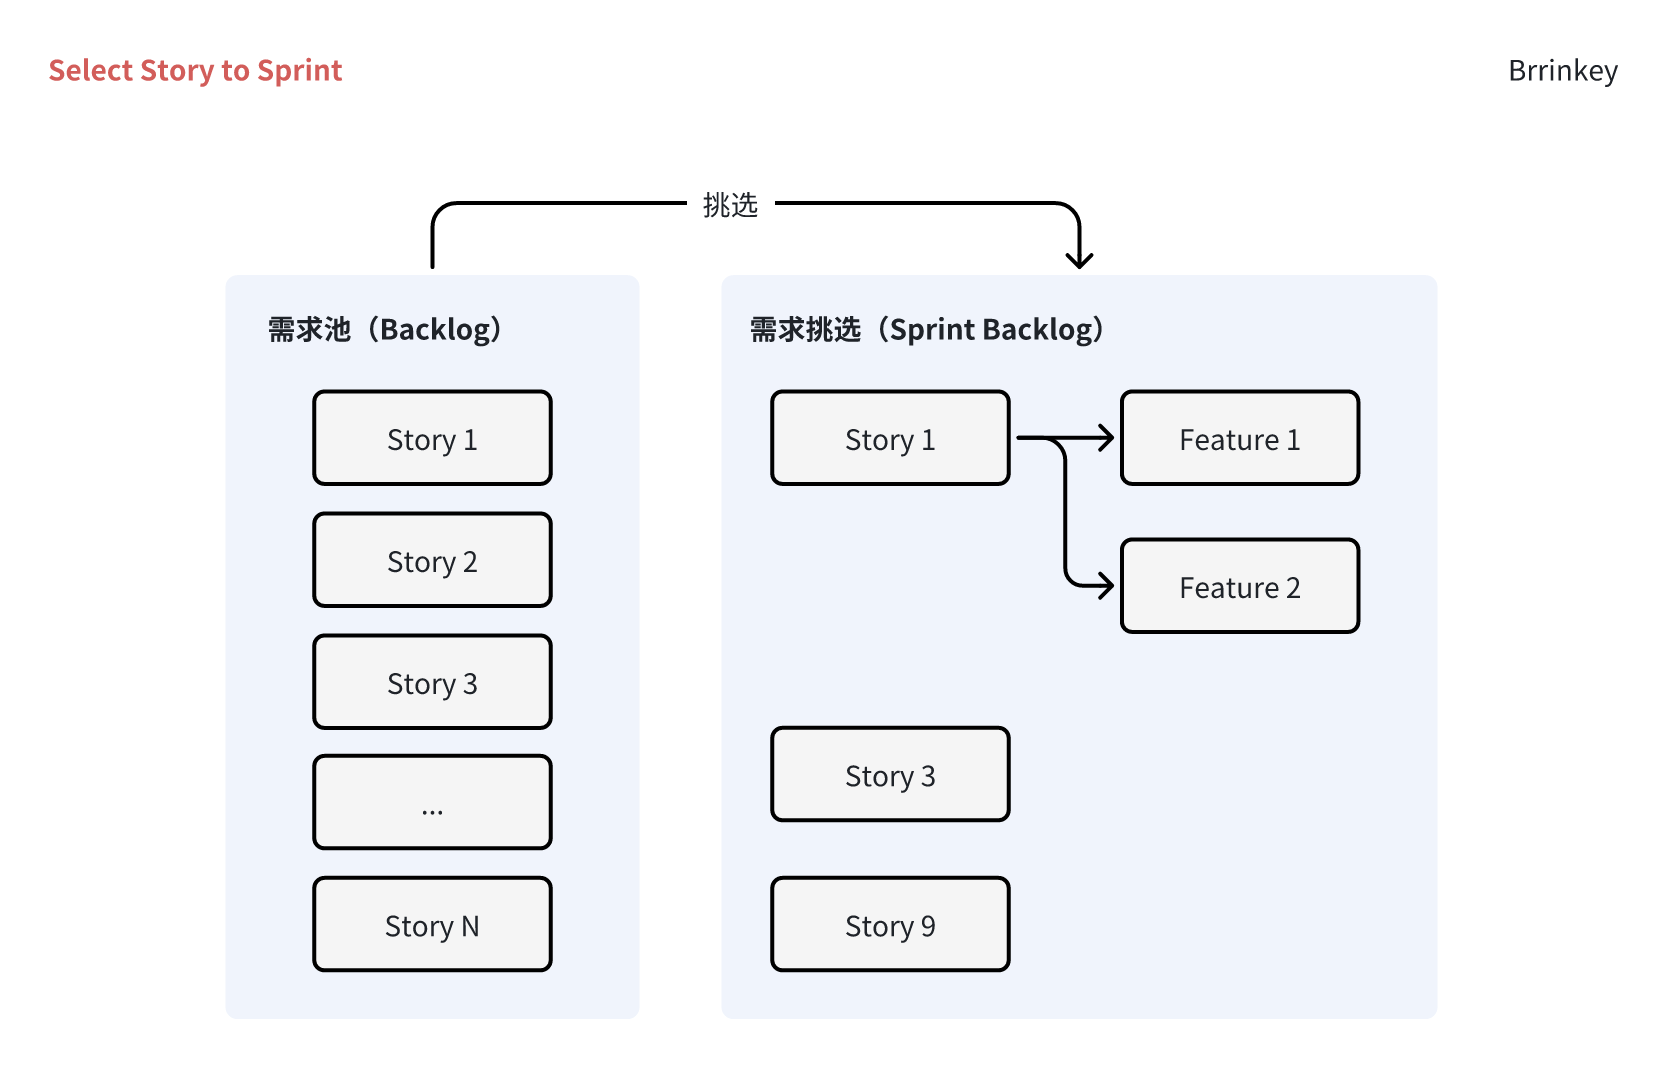 Select Story to Sprint
Brrinkey
挑选
需求池（Backlog）
Story 1
Story 2
Story 3
...
Story N
需求挑选（Sprint Backlog）
Story 1
Feature 1
Feature 2
Story 3
Story 9